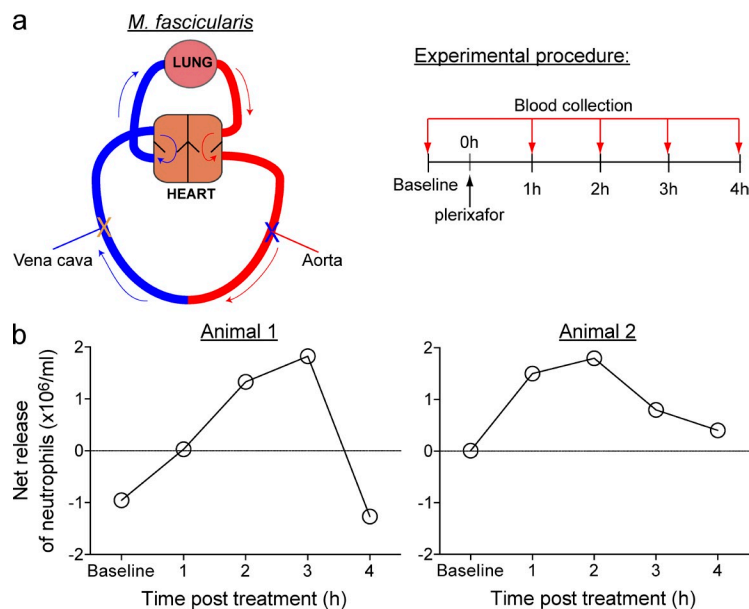 a
M. fascicularis
LUNG
HEART
Vena cava
Aorta
Experimental procedure:
Blood collection
0h
Baseline
1h 2h 3h 4h
plerixafor
b
Animal 1
Net release
of neutrophils (x10⁶/ml)
2
1
0
-1
-2
Baseline 1 2 3 4
Time post treatment (h)
Animal 2
2
1
0
-1
-2
Baseline 1 2 3 4
Time post treatment (h)